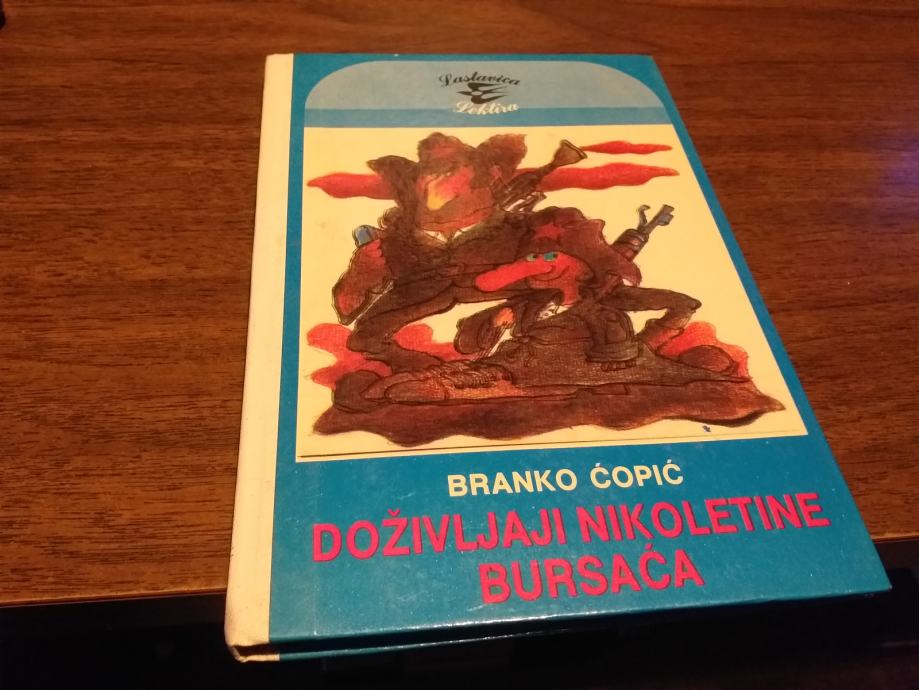 Lastavica
Lektira
BRANKO ĆOPIĆ
DOŽIVLJAJI NIKOLETINE
BURSAĆA